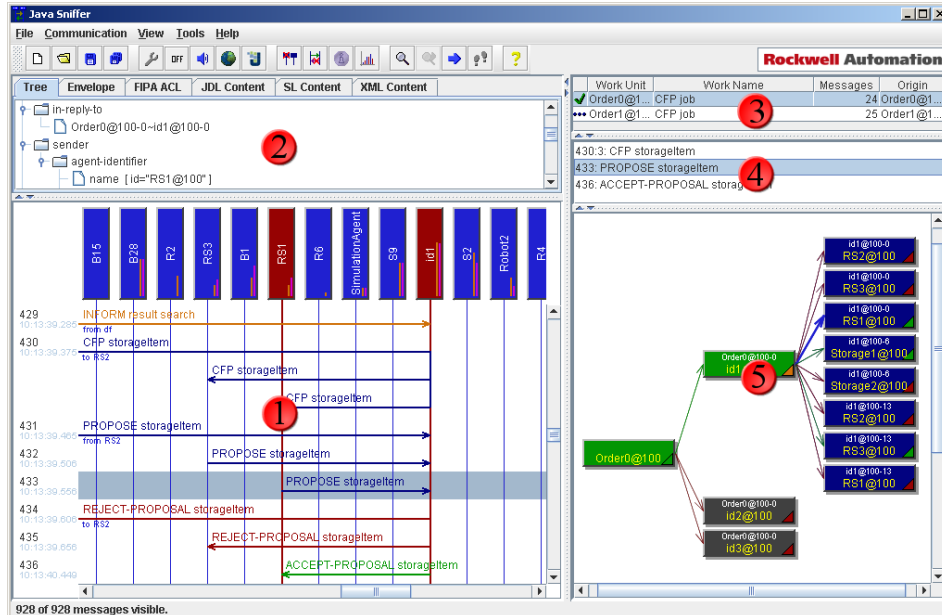 Java Sniffer
File Communication View Tools Help
OFF
?
Rockwell Automation
Tree Envelope FIPA ACL JDL Content SL Content XML Content
in-reply-to
Order0@100-0~id1@100-0
sender
agent-identifier
name [id="RS1@100"]
2
Work Unit Work Name Messages Origin
Order0@1... CFP job 24 Order0@1...
Order1@1... CFP job 25 Order1@1...
3
430:3: CFP storageItem
433: PROPOSE storageItem
436: ACCEPT-PROPOSAL
4
B15 B28 R2 RS3 B1 RS1 R6 SimulationAgent S9 id1 S2 Robot2 R4
429 INFORM result search
10:13:39.285 from df
430 CFP storageItem
10:13:39.375 to RS2
CFP storageItem
CFP storageItem
1
431 PROPOSE storageItem
10:13:39.465 from RS2
432 PROPOSE storageItem
10:13:39.506
433 PROPOSE storageItem
10:13:39.556
434 REJECT-PROPOSAL storageItem
10:13:39.606 to RS2
435 REJECT-PROPOSAL storageItem
10:13:39.656
436 ACCEPT-PROPOSAL storageItem
10:13:40.449
id1@100-0
RS2@100
id1@100-0
RS3@100
id1@100-0
RS1@100
id1@100-6
Storage1@100
id1@100-6
Storage2@100
id1@100-13
RS2@100
id1@100-13
RS3@100
id1@100-13
RS1@100
Order0@100-0
id1
5
Order0@100
Order0@100-0
id2@100
Order0@100-0
id3@100
928 of 928 messages visible.